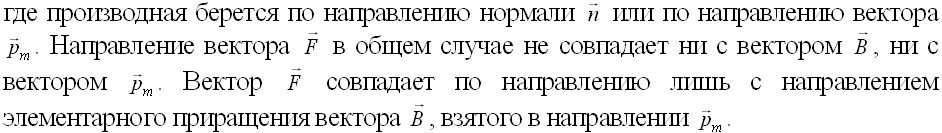 где производная берется по направлению нормали $\vec{n}$ или по направлению вектора
$\vec{p}_m$. Направление вектора $\vec{F}$ в общем случае не совпадает ни с вектором $\vec{B}$, ни с
вектором $\vec{p}_m$. Вектор $\vec{F}$ совпадает по направлению лишь с направлением
элементарного приращения вектора $\vec{B}$, взятого в направлении $\vec{p}_m$.